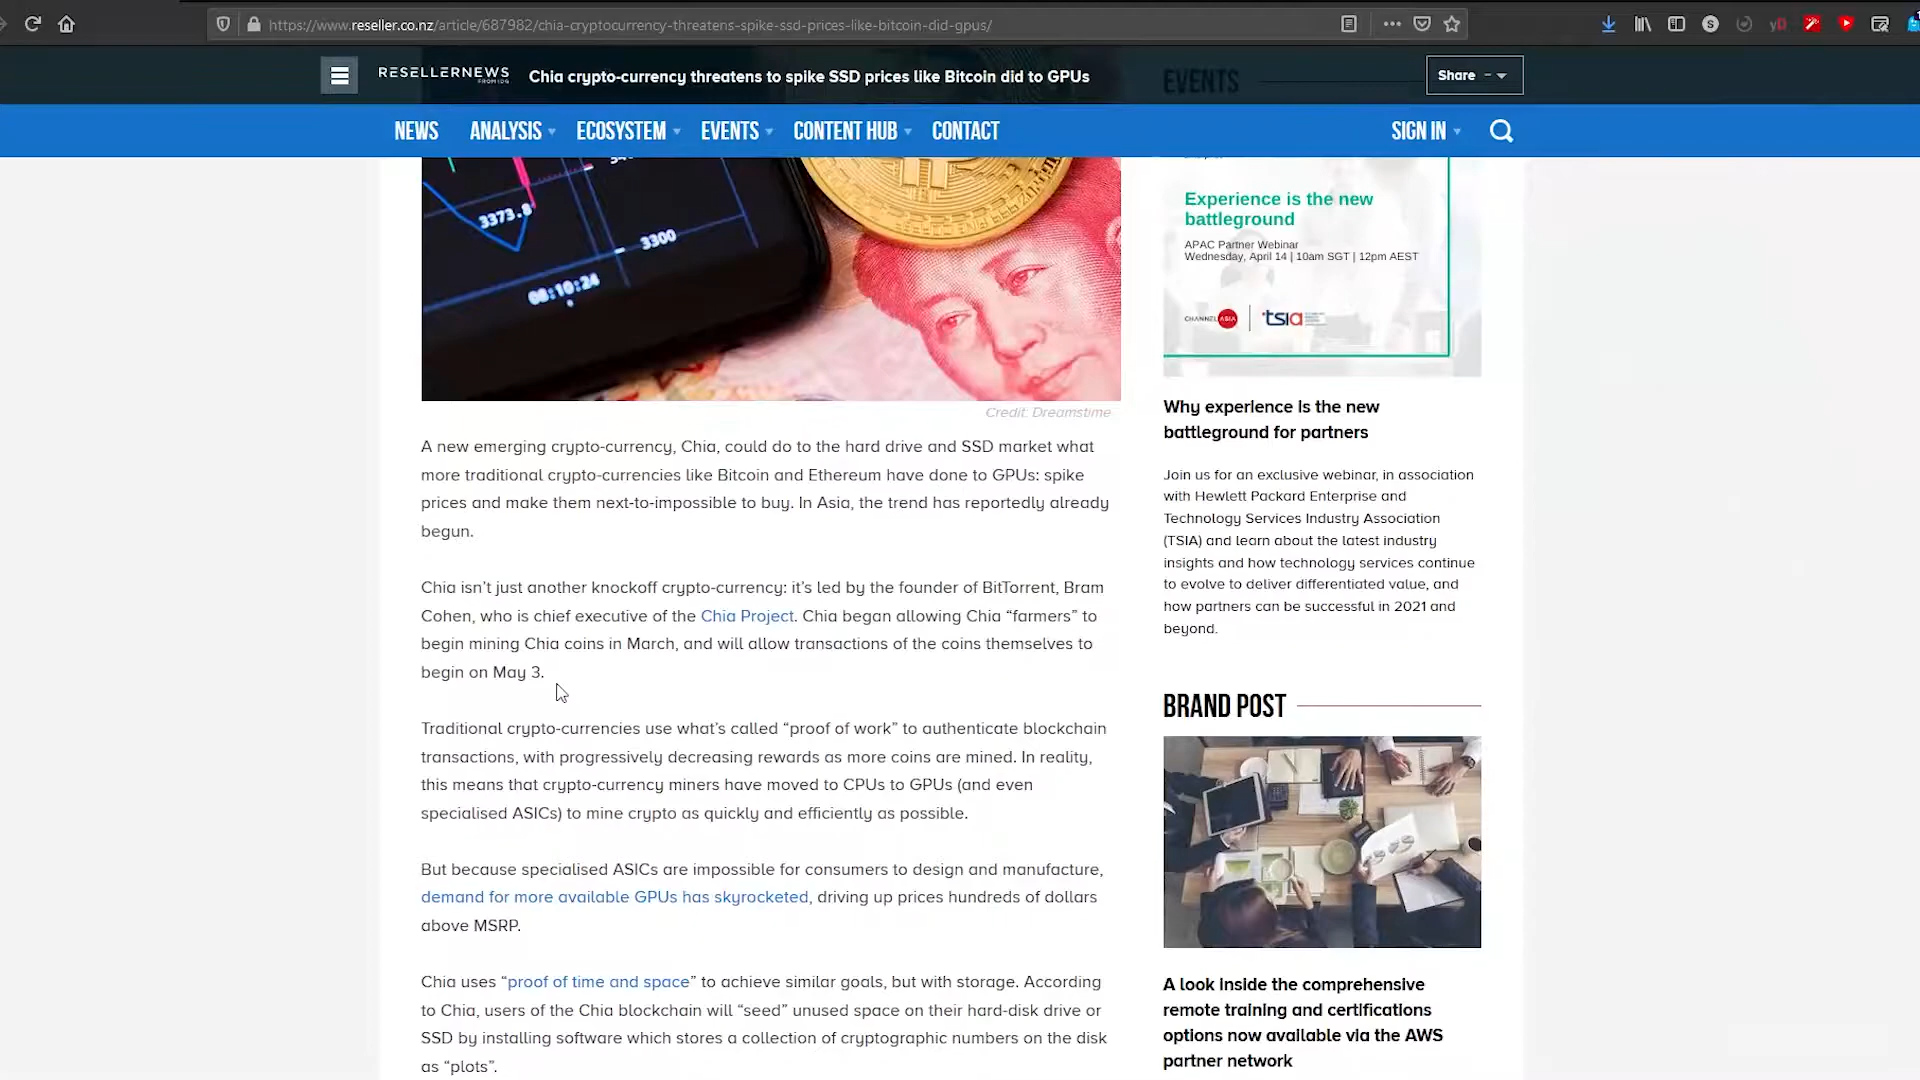 https://www.reseller.co.nz/article/687982/chia-cryptocurrency-threatens-spike-ssd-prices-like-bitcoin-did-gpus/
RESELLERNEWS
FROM IDG
Chia crypto-currency threatens to spike SSD prices like Bitcoin did to GPUs
EVENTS
Share
NEWS ANALYSIS ECOSYSTEM EVENTS CONTENT HUB CONTACT SIGN IN
3373.8
3300
08:10:24
Credit: Dreamstime
A new emerging crypto-currency, Chia, could do to the hard drive and SSD market what
more traditional crypto-currencies like Bitcoin and Ethereum have done to GPUs: spike
prices and make them next-to-impossible to buy. In Asia, the trend has reportedly already
begun.
Chia isn't just another knockoff crypto-currency: it's led by the founder of BitTorrent, Bram
Cohen, who is chief executive of the Chia Project. Chia began allowing Chia “farmers” to
begin mining Chia coins in March, and will allow transactions of the coins themselves to
begin on May 3.
Traditional crypto-currencies use what's called “proof of work” to authenticate blockchain
transactions, with progressively decreasing rewards as more coins are mined. In reality,
this means that crypto-currency miners have moved to CPUs to GPUs (and even
specialised ASICs) to mine crypto as quickly and efficiently as possible.
But because specialised ASICs are impossible for consumers to design and manufacture,
demand for more available GPUs has skyrocketed, driving up prices hundreds of dollars
above MSRP.
Chia uses “proof of time and space” to achieve similar goals, but with storage. According
to Chia, users of the Chia blockchain will “seed” unused space on their hard-disk drive or
SSD by installing software which stores a collection of cryptographic numbers on the disk
as “plots”.
Experience is the new
battleground
APAC Partner Webinar
Wednesday, April 14 | 10am SGT | 12pm AEST
CHANNEL ASIA
tsia
Why experience is the new
battleground for partners
Join us for an exclusive webinar, in association
with Hewlett Packard Enterprise and
Technology Services Industry Association
(TSIA) and learn about the latest industry
insights and how technology services continue
to evolve to deliver differentiated value, and
how partners can be successful in 2021 and
beyond.
BRAND POST
A look inside the comprehensive
remote training and certifications
options now available via the AWS
partner network